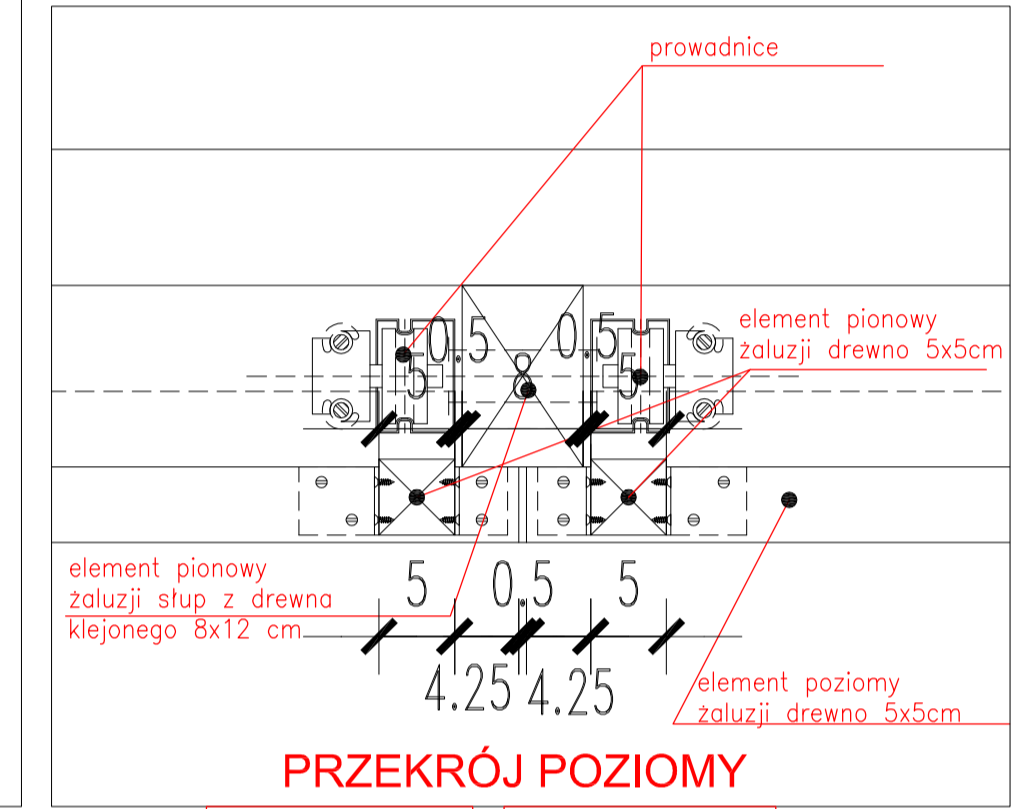 prowadnice
element pionowy
żaluzji drewno 5x5cm
5 0.5 8 0.5 5
element pionowy
żaluzji słup z drewna
klejonego 8x12 cm
5 0.5 5
4.25 4.25
element poziomy
żaluzji drewno 5x5cm
PRZEKRÓJ POZIOMY